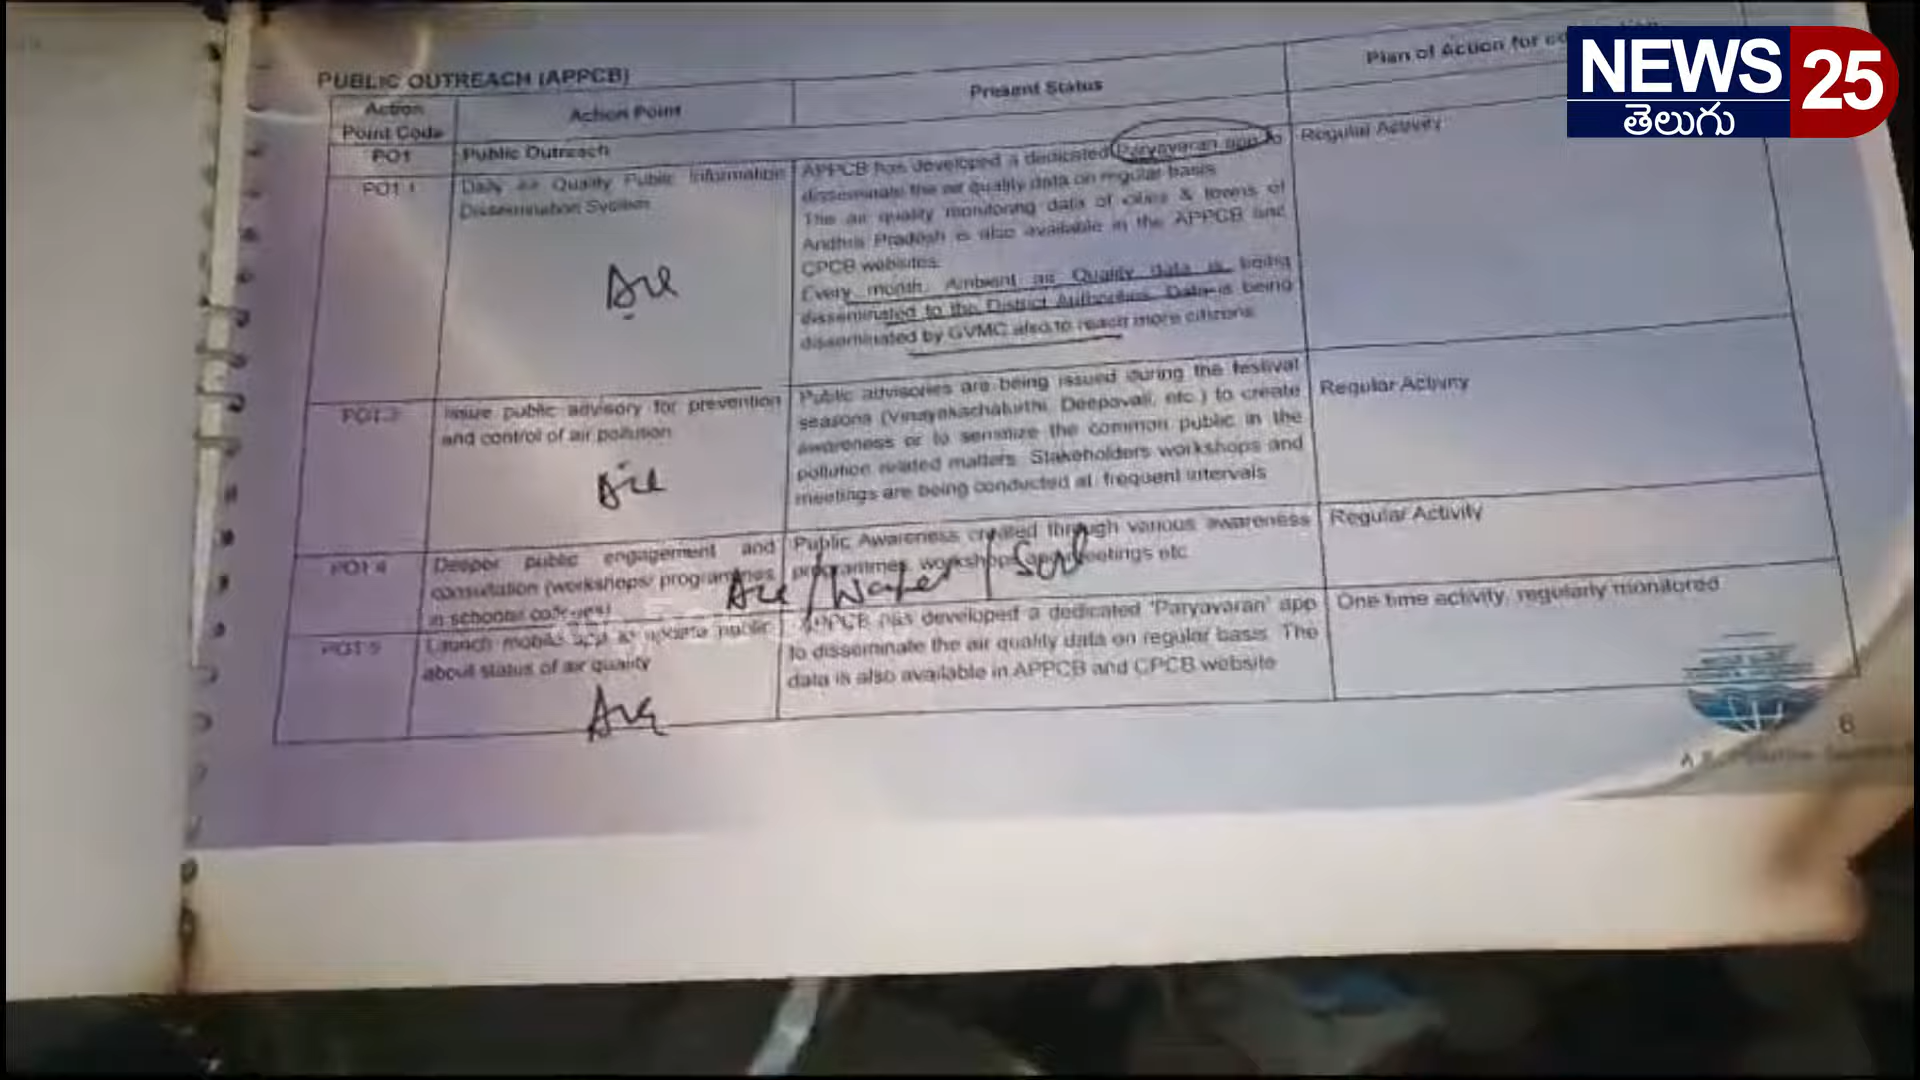 NEWS 25
తెలుగు
PUBLIC OUTREACH (APPCB)
Action
Point Code
Action Point
Present Status
Plan of Action for
PO1
Public Outreach
PO1.1
Daily air Quality Public Information
Dissemination System
APPCB has developed a dedicated Paryavaran app to
disseminate the air quality data on regular basis
The air quality monitoring data of cities & towns of
Andhra Pradesh is also available in the APPCB and
CPCB websites.
Every month, Ambient air Quality data is being
disseminated to the District Authorities. Data is being
disseminated by GVMC also to reach more citizens
Regular Activity
Air
PO1.3
Issue public advisory for prevention
and control of air pollution
Public advisories are being issued during the festival
seasons (Vinayakachaturthi, Deepavali, etc.) to create
awareness or to sensitize the common public in the
pollution related matters. Stakeholders workshops and
meetings are being conducted at frequent intervals
Regular Activity
Air
PO1.4
Deeper public engagement and
consultation (workshops/ programmes
in schools/ colleges)
Public Awareness created through various awareness
programmes, workshops and meetings etc
Regular Activity
Air / Water / Soil
PO1.5
Launch mobile app to update public
about status of air quality
APPCB has developed a dedicated 'Paryavaran' app
to disseminate the air quality data on regular basis. The
data is also available in APPCB and CPCB website
One time activity, regularly monitored
Air
6